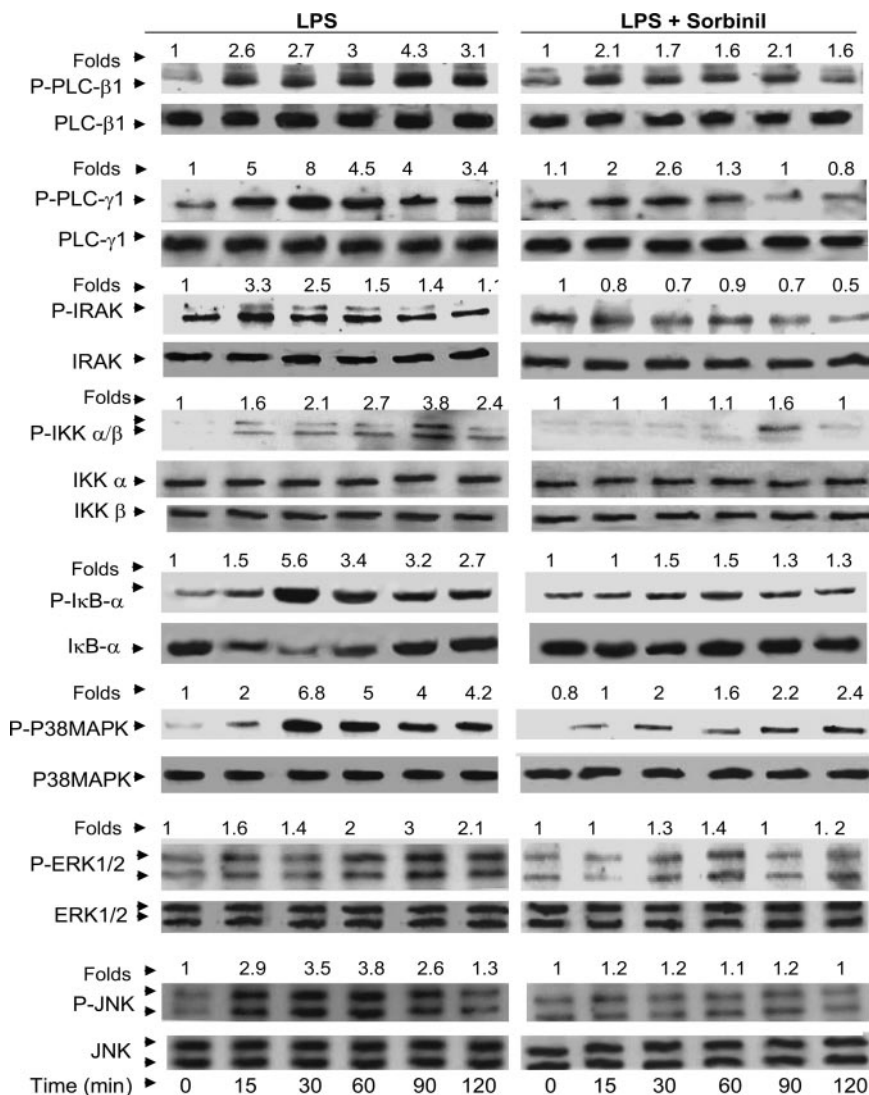 LPS LPS + Sorbinil
Folds 1 2.6 2.7 3 4.3 3.1 1 2.1 1.7 1.6 2.1 1.6
P-PLC-β1
PLC-β1
Folds 1 5 8 4.5 4 3.4 1.1 2 2.6 1.3 1 0.8
P-PLC-γ1
PLC-γ1
Folds 1 3.3 2.5 1.5 1.4 1.1 1 0.8 0.7 0.9 0.7 0.5
P-IRAK
IRAK
Folds 1 1.6 2.1 2.7 3.8 2.4 1 1 1 1.1 1.6 1
P-IKK α/β
IKK α
IKK β
Folds 1 1.5 5.6 3.4 3.2 2.7 1 1 1.5 1.5 1.3 1.3
P-IκB-α
IκB-α
Folds 1 2 6.8 5 4 4.2 0.8 1 2 1.6 2.2 2.4
P-P38MAPK
P38MAPK
Folds 1 1.6 1.4 2 3 2.1 1 1 1.3 1.4 1 1. 2
P-ERK1/2
ERK1/2
Folds 1 2.9 3.5 3.8 2.6 1.3 1 1.2 1.2 1.1 1.2 1
P-JNK
JNK
Time (min) 0 15 30 60 90 120 0 15 30 60 90 120